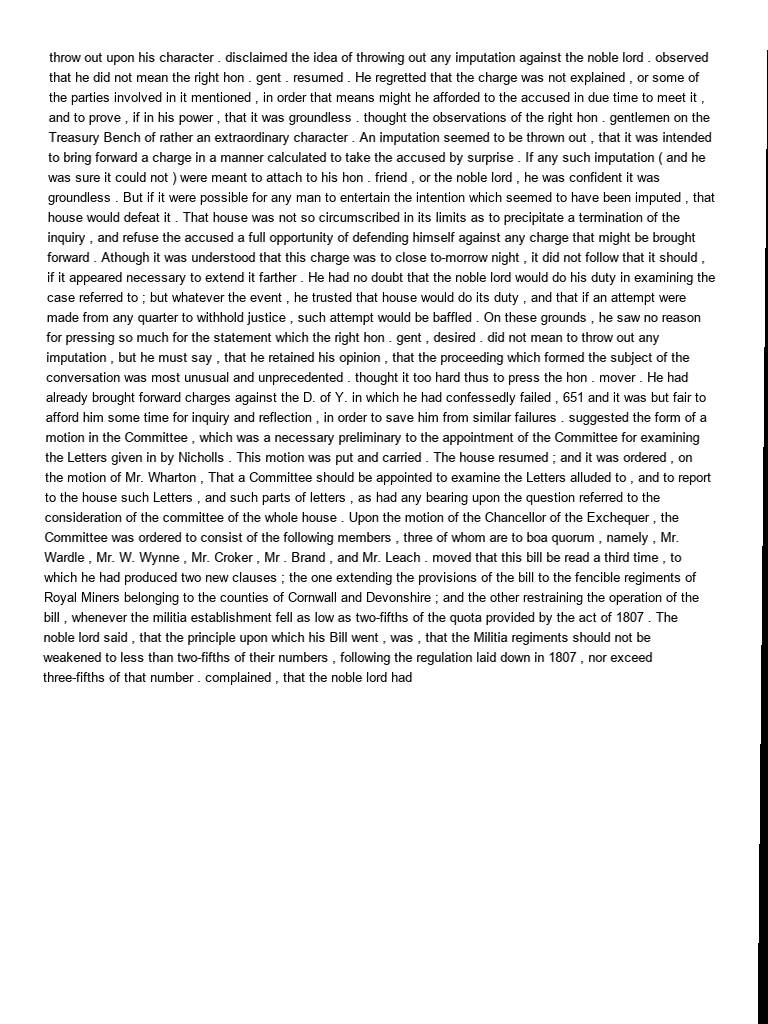 throw out upon his character . disclaimed the idea of throwing out any imputation against the noble lord . observed
that he did not mean the right hon . gent . resumed . He regretted that the charge was not explained , or some of
the parties involved in it mentioned , in order that means might he afforded to the accused in due time to meet it ,
and to prove , if in his power , that it was groundless . thought the observations of the right hon . gentlemen on the
Treasury Bench of rather an extraordinary character . An imputation seemed to be thrown out , that it was intended
to bring forward a charge in a manner calculated to take the accused by surprise . If any such imputation ( and he
was sure it could not ) were meant to attach to his hon . friend , or the noble lord , he was confident it was
groundless . But if it were possible for any man to entertain the intention which seemed to have been imputed , that
house would defeat it . That house was not so circumscribed in its limits as to precipitate a termination of the
inquiry , and refuse the accused a full opportunity of defending himself against any charge that might be brought
forward . Athough it was understood that this charge was to close to-morrow night , it did not follow that it should ,
if it appeared necessary to extend it farther . He had no doubt that the noble lord would do his duty in examining the
case referred to ; but whatever the event , he trusted that house would do its duty , and that if an attempt were
made from any quarter to withhold justice , such attempt would be baffled . On these grounds , he saw no reason
for pressing so much for the statement which the right hon . gent , desired . did not mean to throw out any
imputation , but he must say , that he retained his opinion , that the proceeding which formed the subject of the
conversation was most unusual and unprecedented . thought it too hard thus to press the hon . mover . He had
already brought forward charges against the D. of Y. in which he had confessedly failed , 651 and it was but fair to
afford him some time for inquiry and reflection , in order to save him from similar failures . suggested the form of a
motion in the Committee , which was a necessary preliminary to the appointment of the Committee for examining
the Letters given in by Nicholls . This motion was put and carried . The house resumed ; and it was ordered , on
the motion of Mr. Wharton , That a Committee should be appointed to examine the Letters alluded to , and to report
to the house such Letters , and such parts of letters , as had any bearing upon the question referred to the
consideration of the committee of the whole house . Upon the motion of the Chancellor of the Exchequer , the
Committee was ordered to consist of the following members , three of whom are to boa quorum , namely , Mr.
Wardle , Mr. W. Wynne , Mr. Croker , Mr . Brand , and Mr. Leach . moved that this bill be read a third time , to
which he had produced two new clauses ; the one extending the provisions of the bill to the fencible regiments of
Royal Miners belonging to the counties of Cornwall and Devonshire ; and the other restraining the operation of the
bill , whenever the militia establishment fell as low as two-fifths of the quota provided by the act of 1807 . The
noble lord said , that the principle upon which his Bill went , was , that the Militia regiments should not be
weakened to less than two-fifths of their numbers , following the regulation laid down in 1807 , nor exceed
three-fifths of that number . complained , that the noble lord had